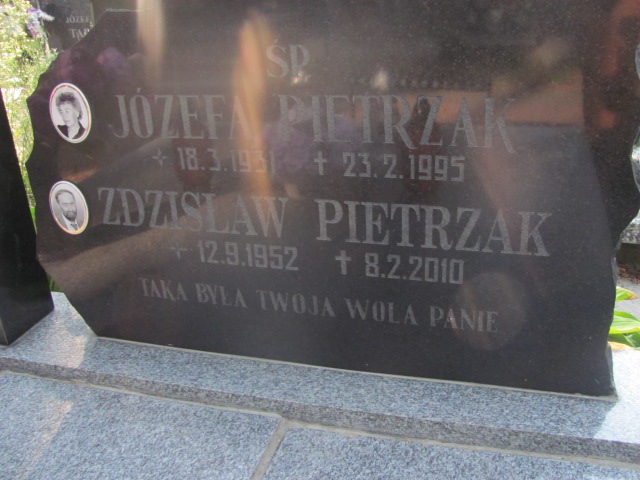 ŚP
JÓZEFA PIETRZAK
18.3.1931 † 23.2.1995
ZDZISŁAW PIETRZAK
12.9.1952 † 8.2.2010
TAKA BYŁA TWOJA WOLA PANIE